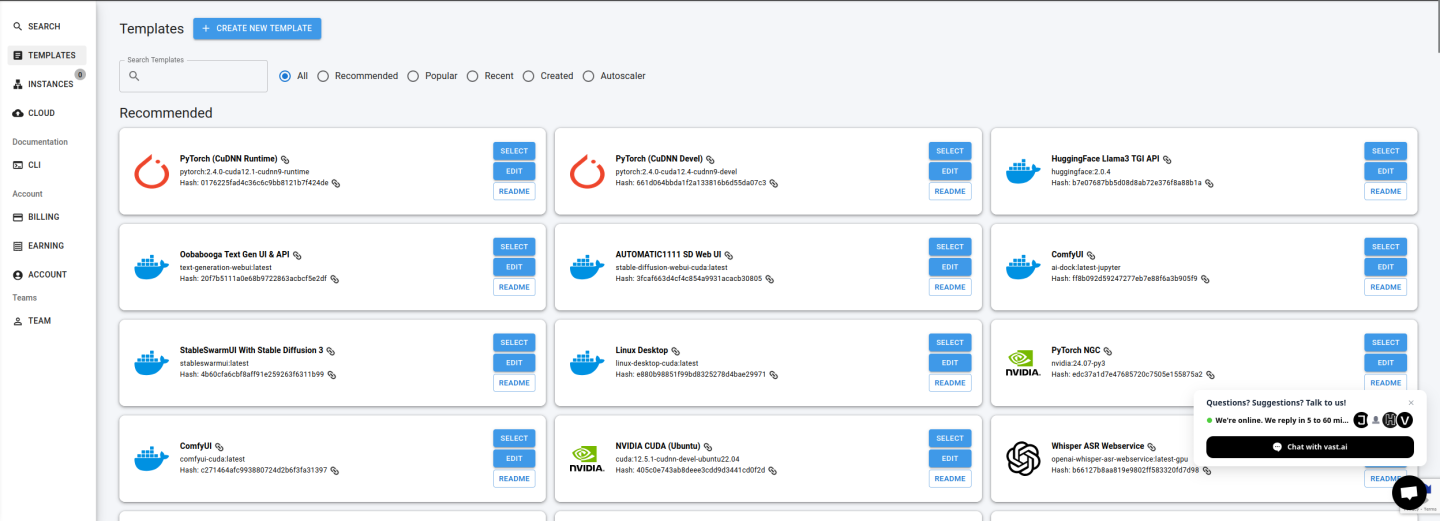 SEARCH
TEMPLATES
INSTANCES
0
CLOUD
Documentation
CLI
Account
BILLING
EARNING
ACCOUNT
Teams
TEAM
Templates
+ CREATE NEW TEMPLATE
Search Templates
All
Recommended
Popular
Recent
Created
Autoscaler
Recommended
PyTorch (CuDNN Runtime)
pytorch:2.4.0-cuda12.1-cudnn9-runtime
Hash: 0176225fad4c36c6c9bb8121b7f424de
SELECT
EDIT
README
PyTorch (CuDNN Devel)
pytorch:2.4.0-cuda12.4-cudnn9-devel
Hash: 661d064bbda1f2a133816b6d55da07c3
SELECT
EDIT
README
HuggingFace Llama3 TGI API
huggingface:2.0.4
Hash: b7e07687bb5d08d8ab72e376f8a88b1a
SELECT
EDIT
README
Oobabooga Text Gen UI & API
text-generation-webui:latest
Hash: 20f7b5111a0e68b9722863acbcf5e2df
SELECT
EDIT
README
AUTOMATIC1111 SD Web UI
stable-diffusion-webui-cuda:latest
Hash: 3fcaf663d4cf4c854a9931acacb30805
SELECT
EDIT
README
ComfyUI
ai-dock:latest-jupyter
Hash: ff8b092d59247277eb7e88f6a3b905f9
SELECT
EDIT
README
StableSwarmUI With Stable Diffusion 3
stableswarmui:latest
Hash: 4b60cfa6cbf8aff91e259263f6311b99
SELECT
EDIT
README
Linux Desktop
linux-desktop-cuda:latest
Hash: e880b98851f99bd8325278d4bae29971
SELECT
EDIT
README
NVIDIA.
PyTorch NGC
nvidia:24.07-py3
Hash: edc37a1d7e47685720c7505e155875a2
SELECT
EDIT
README
ComfyUI
comfyui-cuda:latest
Hash: c271464afc993880724d2b6f3fa31397
SELECT
EDIT
README
NVIDIA.
NVIDIA CUDA (Ubuntu)
cuda:12.5.1-cudnn-devel-ubuntu22.04
Hash: 405c0e743ab8deee3cdd9d3441cd0f2d
SELECT
EDIT
README
Whisper ASR Webservice
openai-whisper-asr-webservice:latest-gpu
Hash: b66127b8aa819e9802ff583320fd7d98
README
Questions? Suggestions? Talk to us!
We're online. We reply in 5 to 60 mi...
J
H
V
Chat with vast.ai